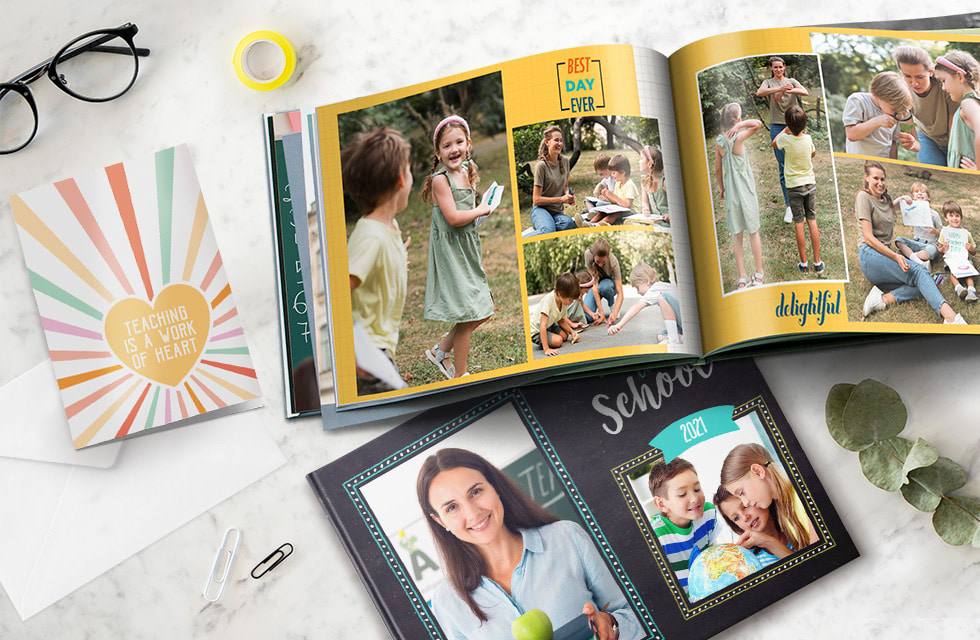 BEST
DAY
EVER
delightful
TEACHING
IS A WORK
OF HEART
School
2021